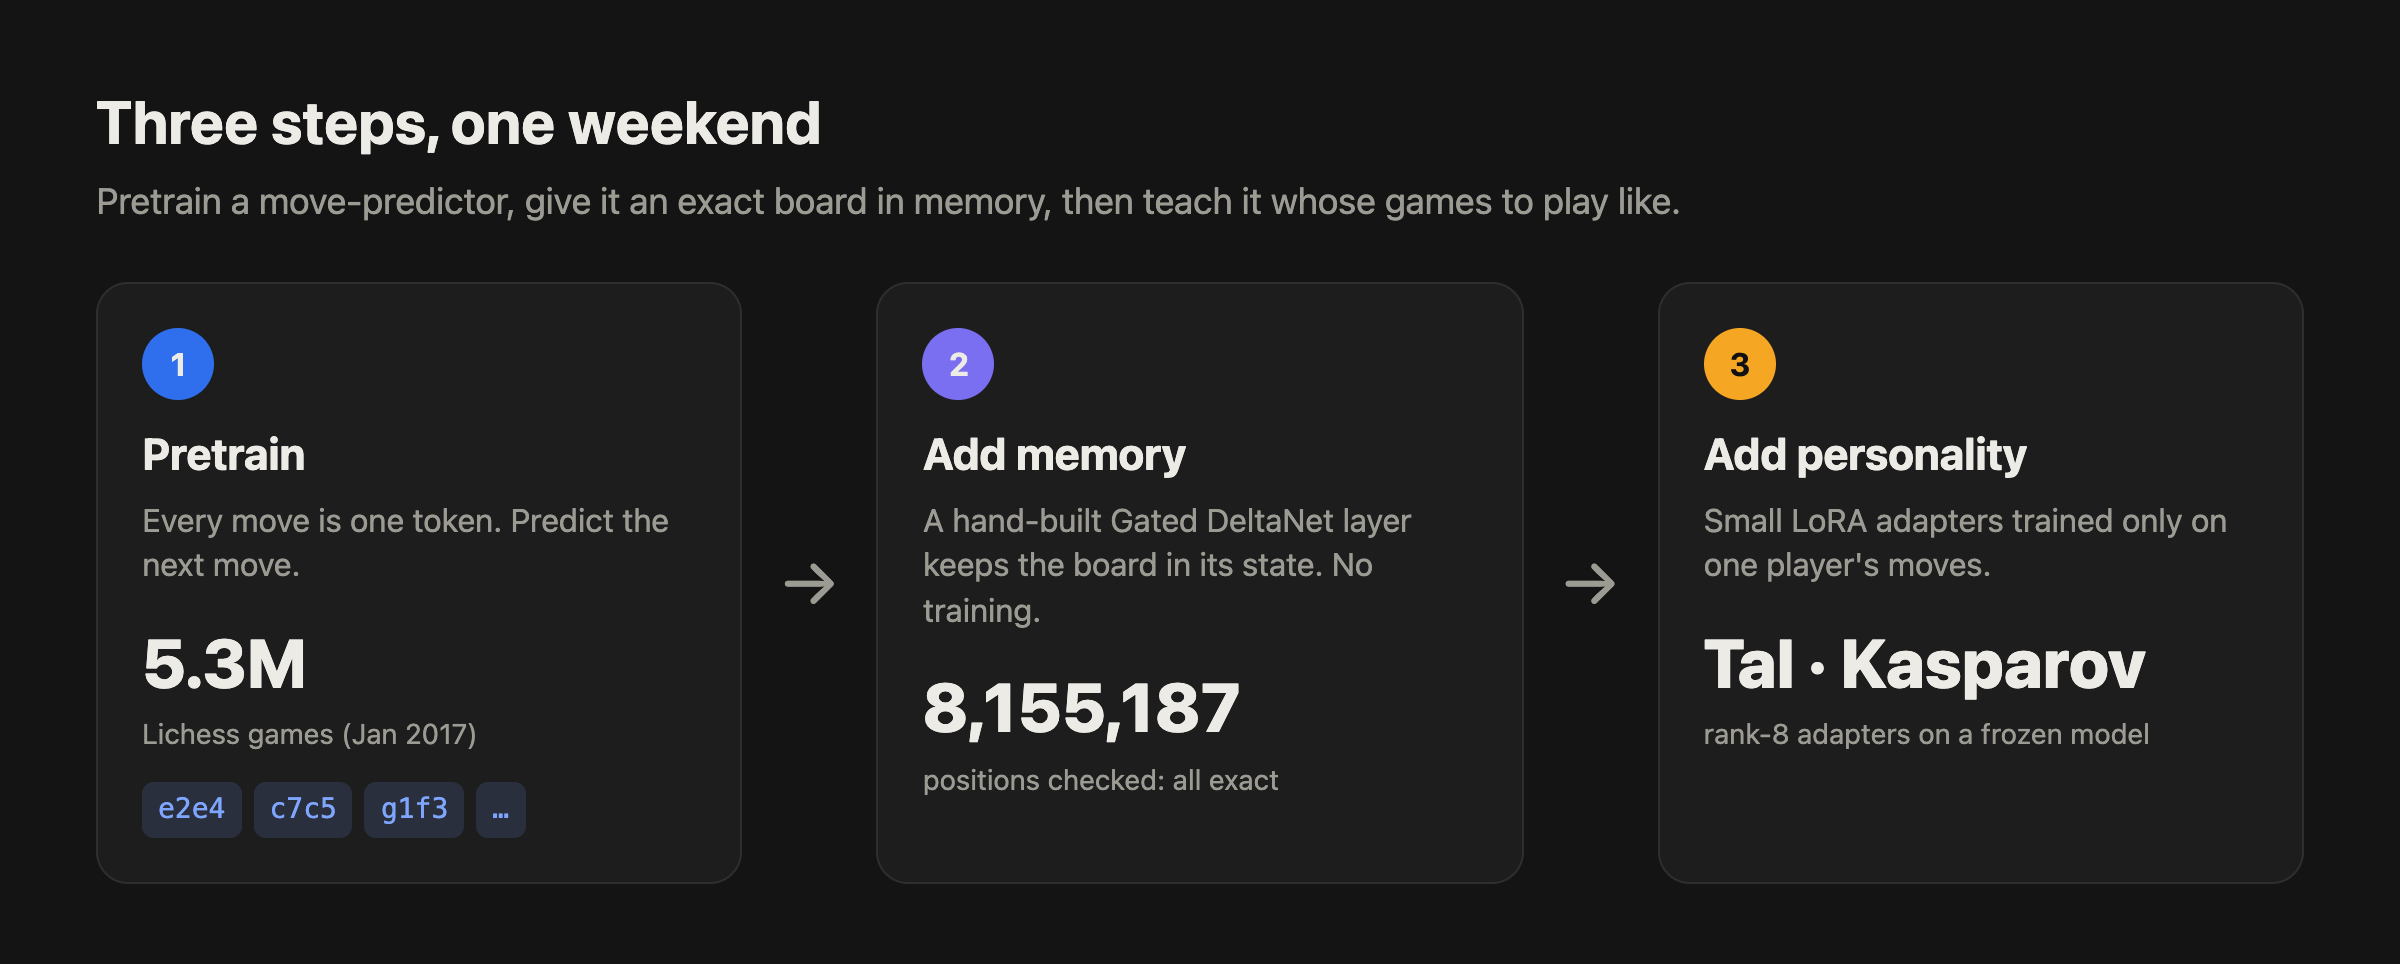 Three steps, one weekend
Pretrain a move-predictor, give it an exact board in memory, then teach it whose games to play like.
1
Pretrain
Every move is one token. Predict the
next move.
5.3M
Lichess games (Jan 2017)
e2e4 c7c5 g1f3 …
→
2
Add memory
A hand-built Gated DeltaNet layer
keeps the board in its state. No
training.
8,155,187
positions checked: all exact
→
3
Add personality
Small LoRA adapters trained only on
one player's moves.
Tal · Kasparov
rank-8 adapters on a frozen model